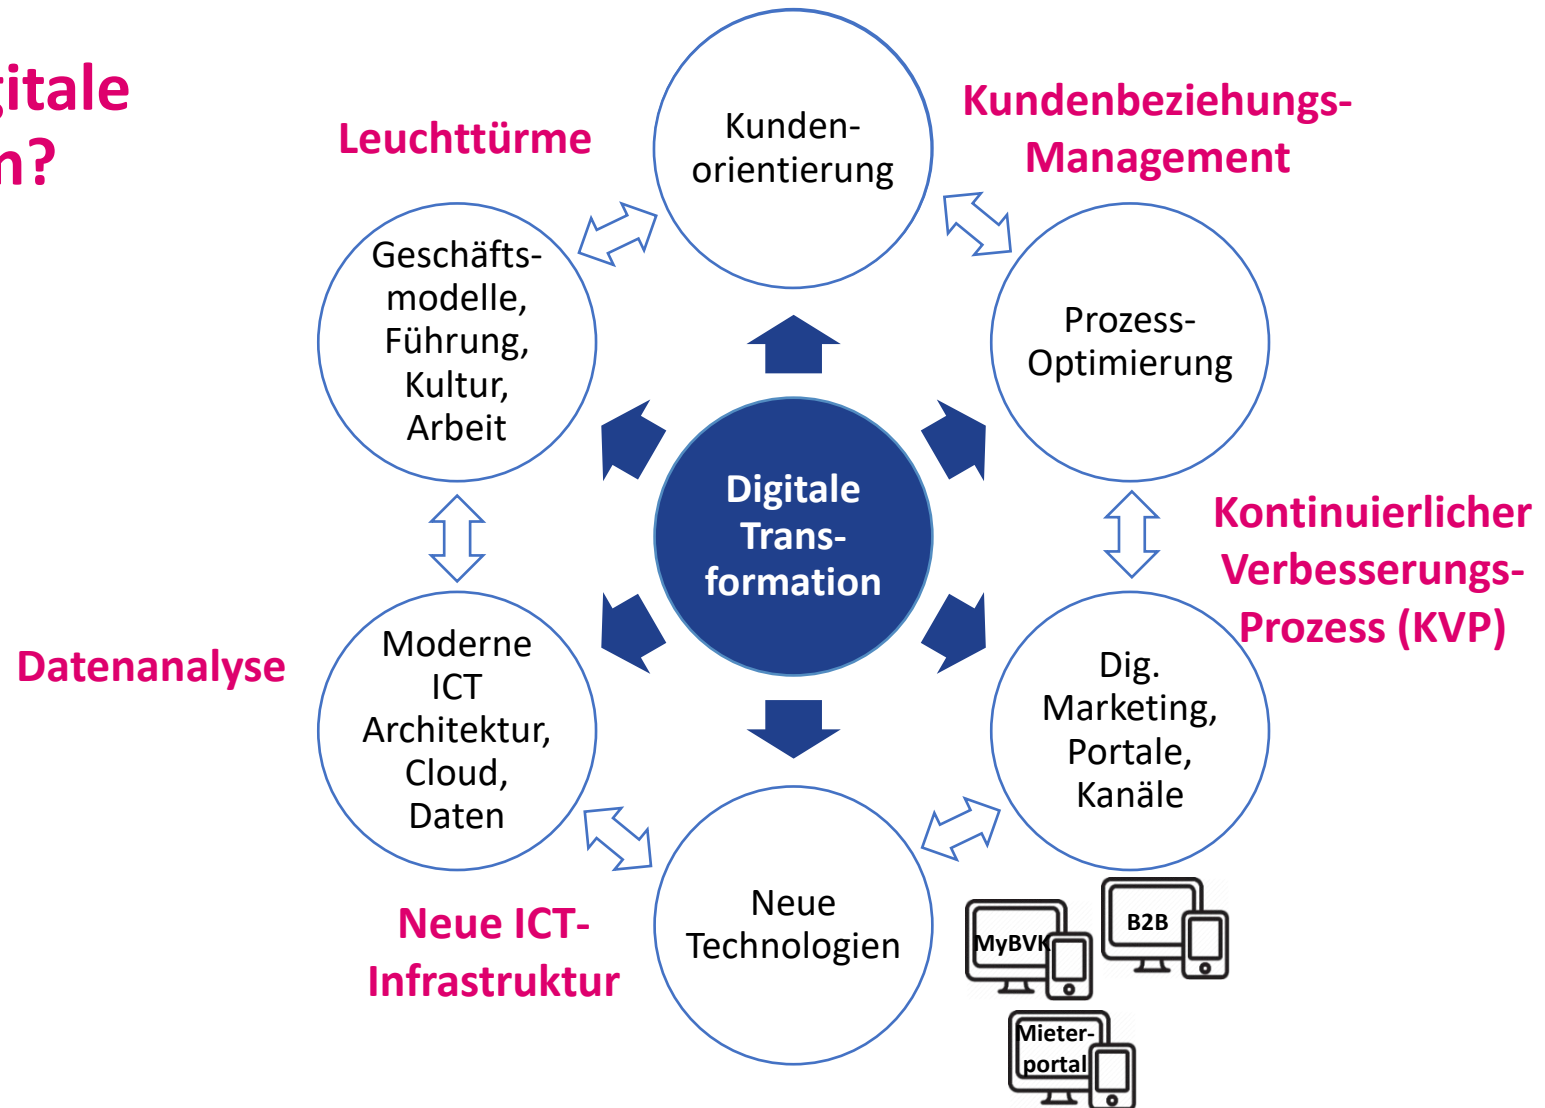 gitale
n?
Leuchttürme
Kunden-
orientierung
Kundenbeziehungs-
Management
Geschäfts-
modelle,
Führung,
Kultur,
Arbeit
Prozess-
Optimierung
Digitale
Trans-
formation
Kontinuierlicher
Verbesserungs-
Prozess (KVP)
Datenanalyse
Moderne
ICT
Architektur,
Cloud,
Daten
Dig.
Marketing,
Portale,
Kanäle
Neue ICT-
Infrastruktur
Neue
Technologien
MyBVK
B2B
Mieter-
portal